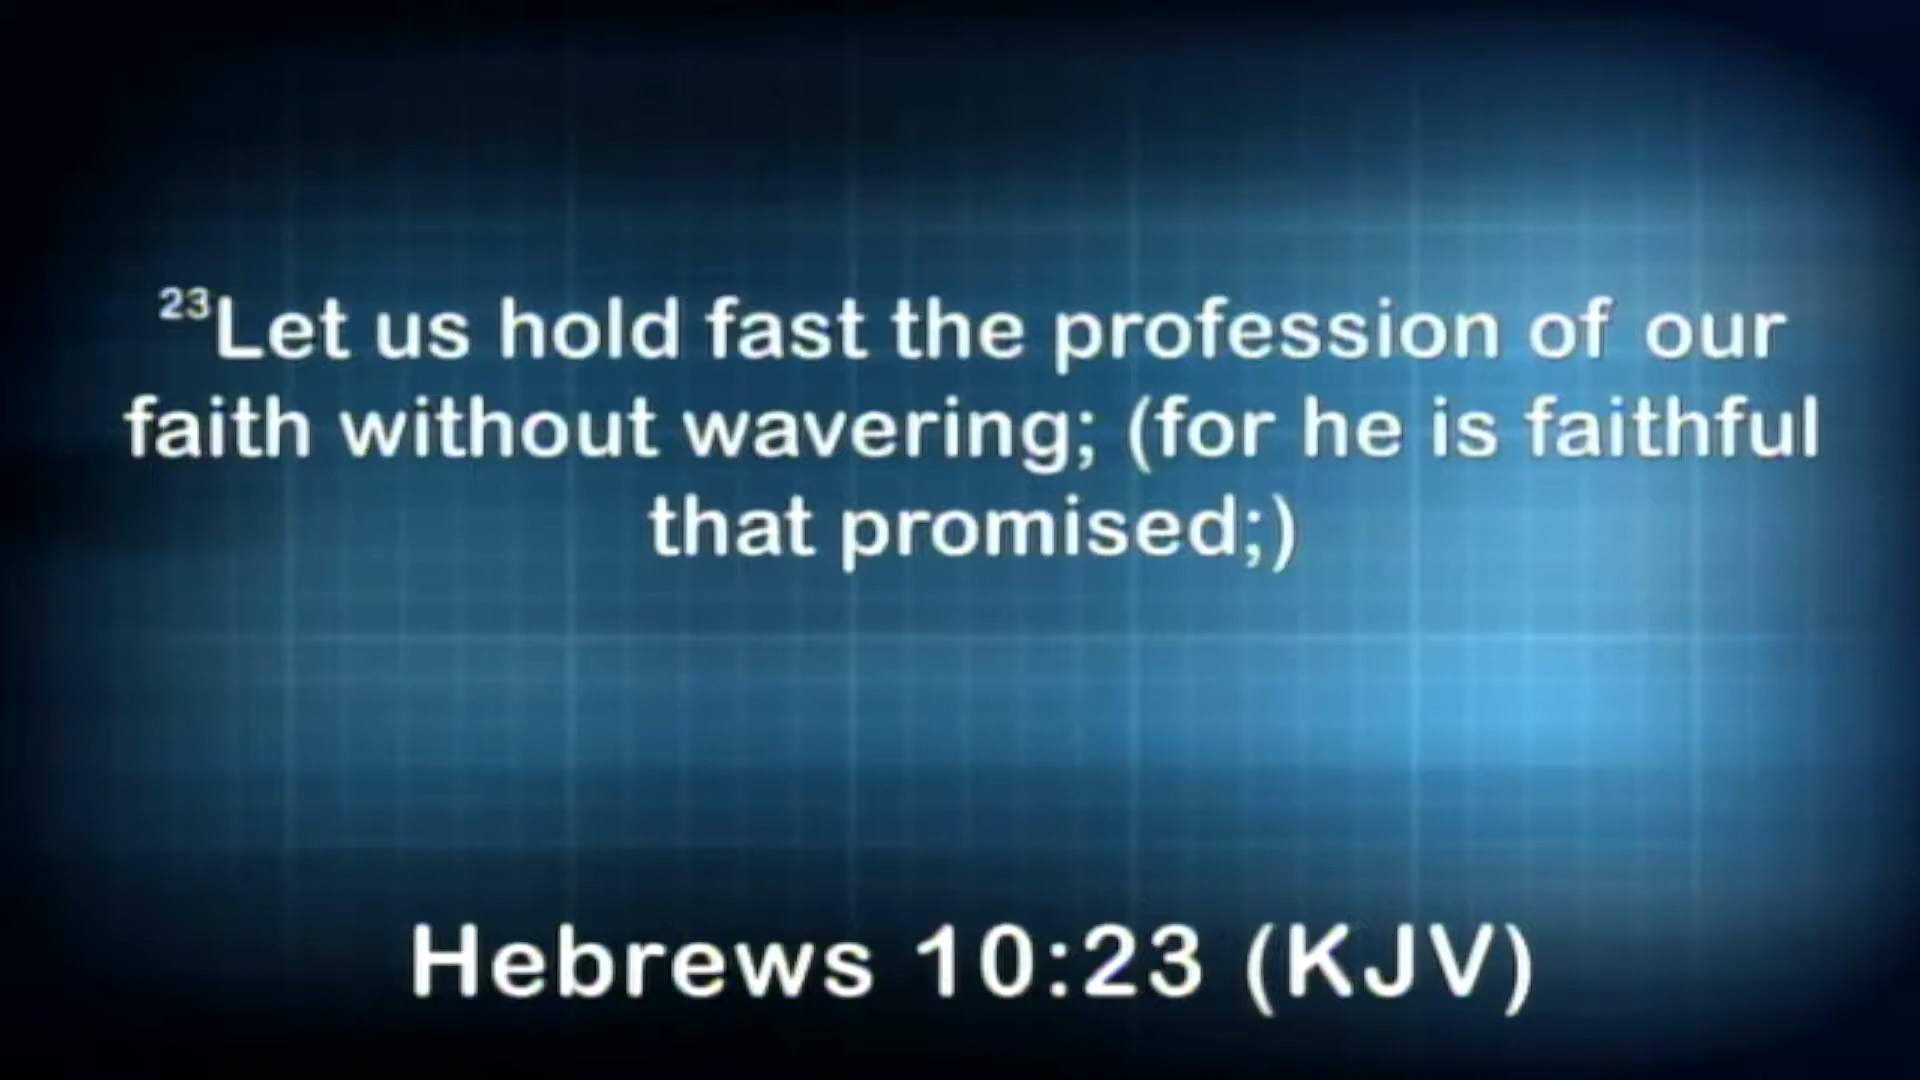 23Let us hold fast the profession of our
faith without wavering; (for he is faithful
that promised;)
Hebrews 10:23 (KJV)